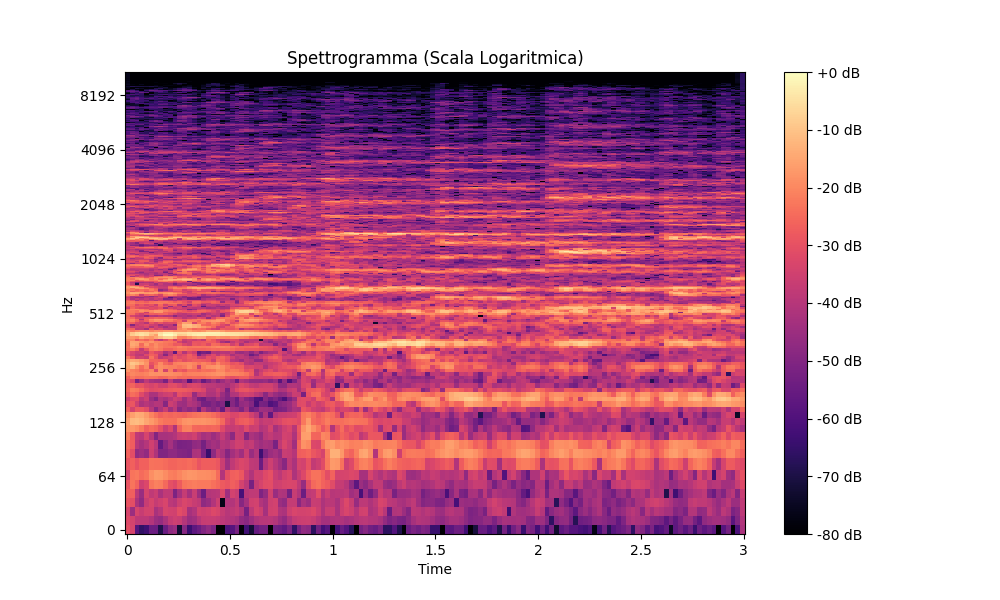 Spettrogramma (Scala Logaritmica)
+0 dB
8192
-10 dB
4096
-20 dB
2048
-30 dB
1024
Hz
-40 dB
512
256
-50 dB
128
-60 dB
64
-70 dB
0
-80 dB
0 0.5 1 1.5 2 2.5 3
Time